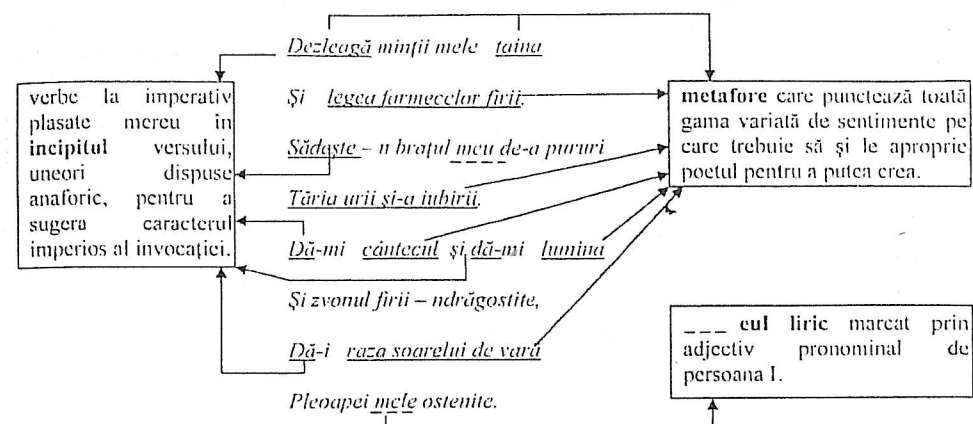 Dezleagă minții mele taina
Și legea farmecelor firii.
Sădaște – n brațul meu de-a pururi
Tăria urii și-a iubirii.
Dă-mi cântecul și dă-mi lumina
Și zvonul firii – ndrăgostite,
Dă-i raza soarelui de vară
Pleoapei mele ostenite.
verbe la imperativ
plasate mereu în
incipitul versului,
uneori dispuse
anaforic, pentru a
sugera caracterul
imperios al invocației.
metafore care punctează toată
gama variată de sentimente pe
care trebuie să și le aproprie
poetul pentru a putea crea.
_ _ _ eul liric marcat prin
adjectiv pronominal de
persoana I.